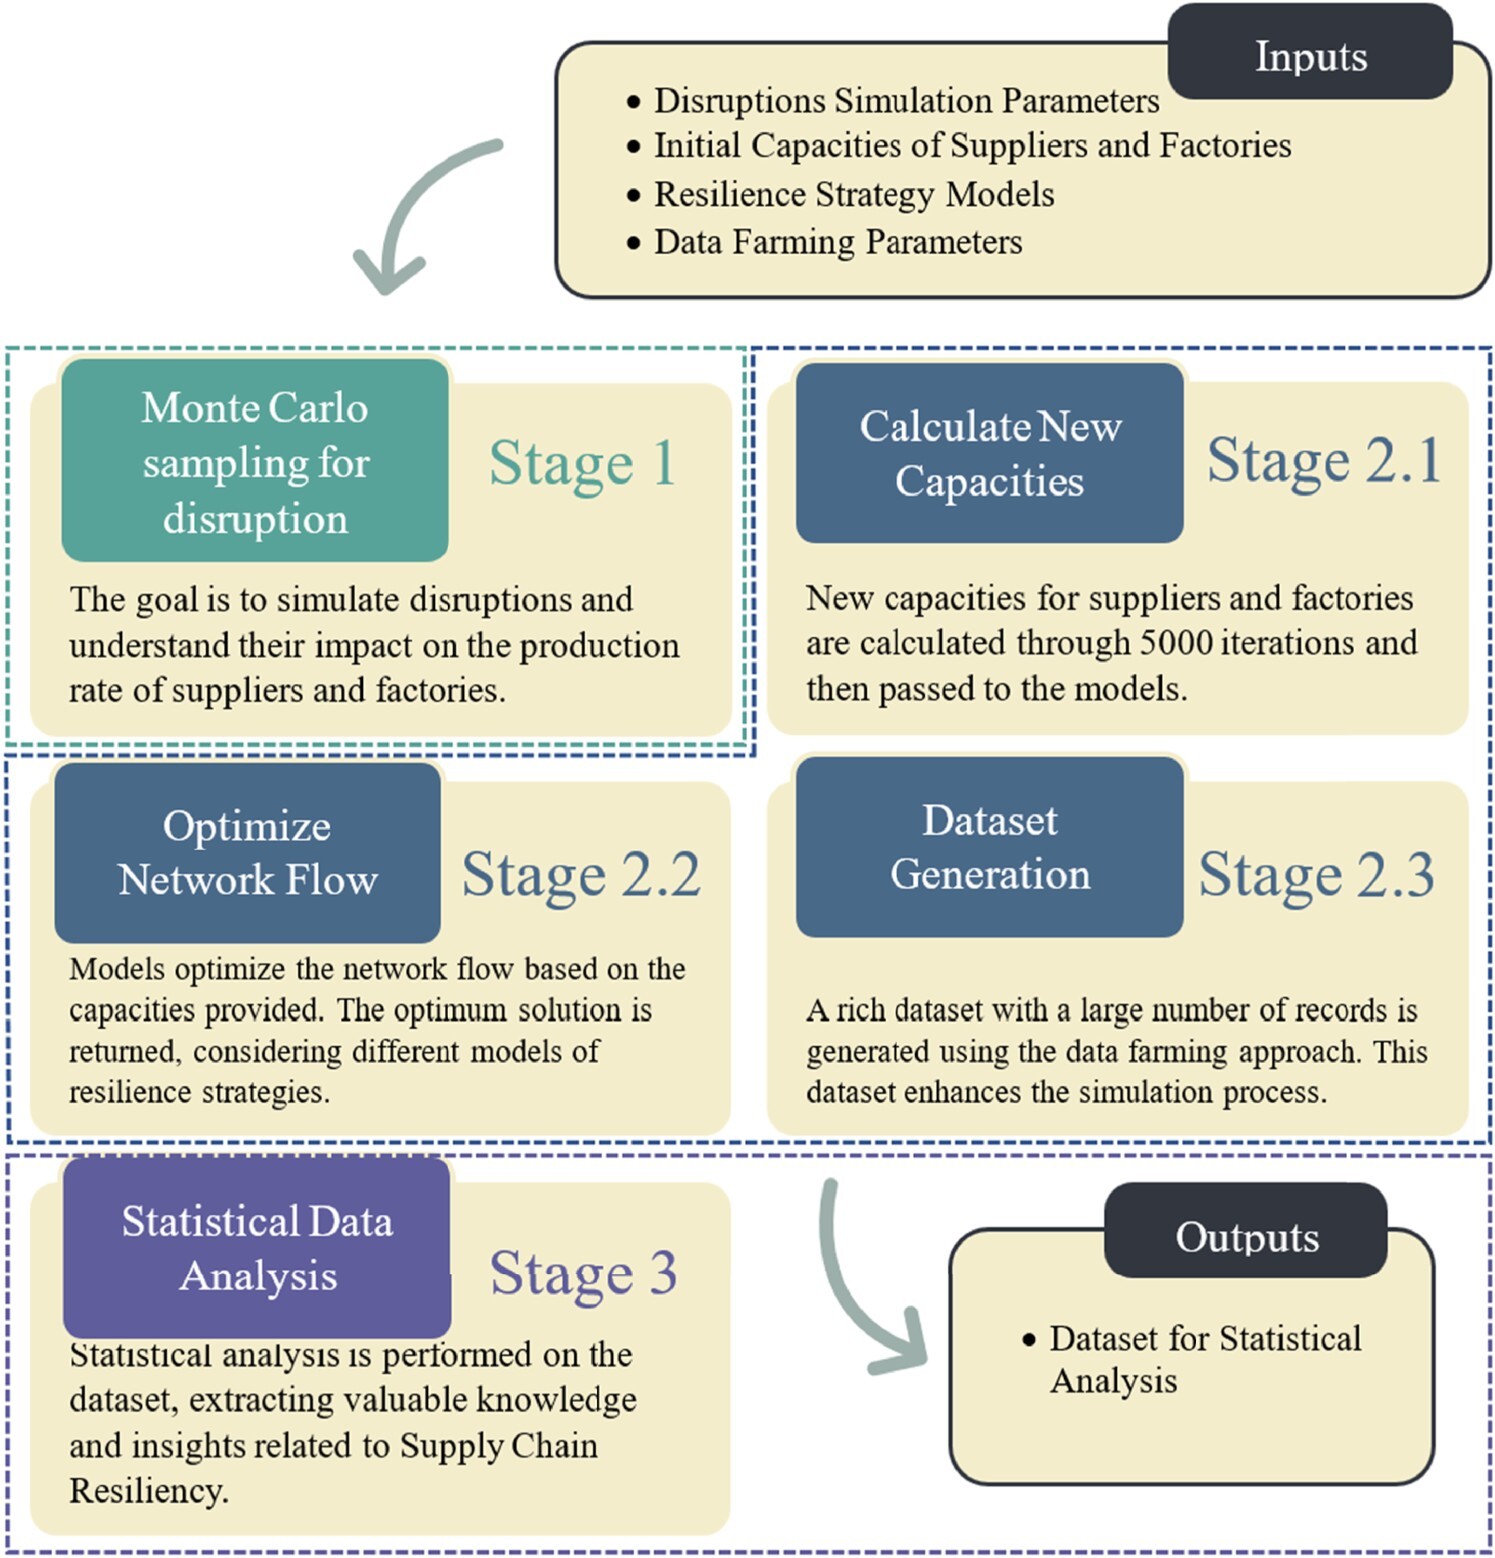 Inputs
• Disruptions Simulation Parameters
• Initial Capacities of Suppliers and Factories
• Resilience Strategy Models
• Data Farming Parameters
Monte Carlo
sampling for
disruption
Stage 1
The goal is to simulate disruptions and
understand their impact on the production
rate of suppliers and factories.
Calculate New
Capacities
Stage 2.1
New capacities for suppliers and factories
are calculated through 5000 iterations and
then passed to the models.
Optimize
Network Flow
Stage 2.2
Models optimize the network flow based on the
capacities provided. The optimum solution is
returned, considering different models of
resilience strategies.
Dataset
Generation
Stage 2.3
A rich dataset with a large number of records is
generated using the data farming approach. This
dataset enhances the simulation process.
Statistical Data
Analysis
Stage 3
Statistical analysis is performed on the
dataset, extracting valuable knowledge
and insights related to Supply Chain
Resiliency.
Outputs
• Dataset for Statistical
Analysis